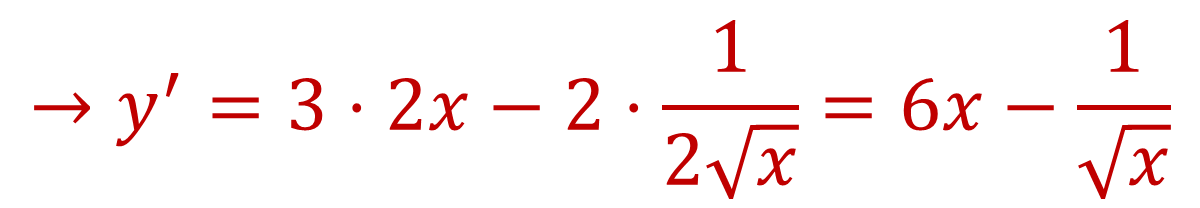 → y′ = 3 · 2x − 2 · 1/(2√x) = 6x − 1/√x